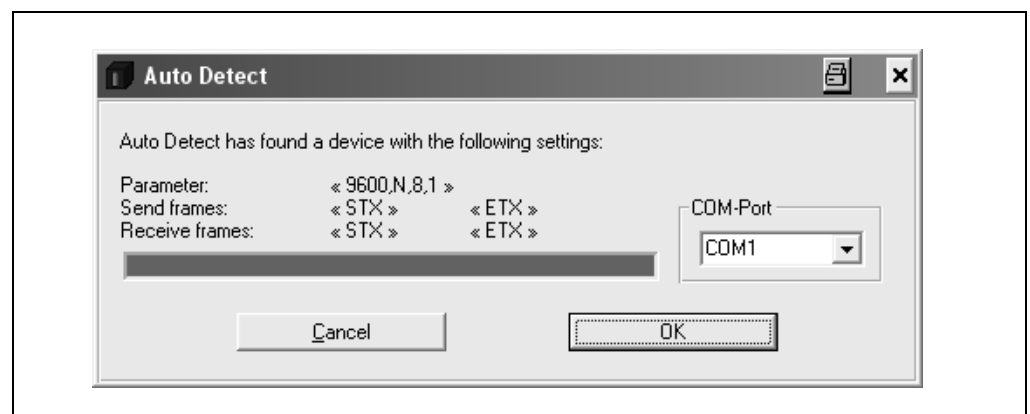 Auto Detect
Auto Detect has found a device with the following settings:
Parameter: « 9600,N,8,1 »
Send frames: « STX » « ETX »
Receive frames: « STX » « ETX »
COM-Port
COM1
Cancel OK